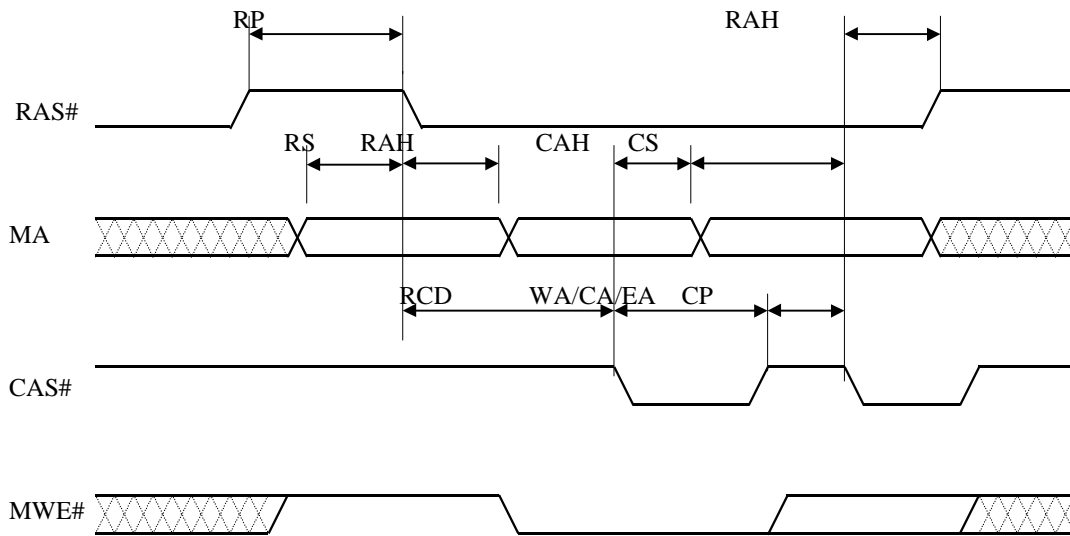 RP RAH
RAS#
RS RAH CAH CS
MA
RCD WA/CA/EA CP
CAS#
MWE#